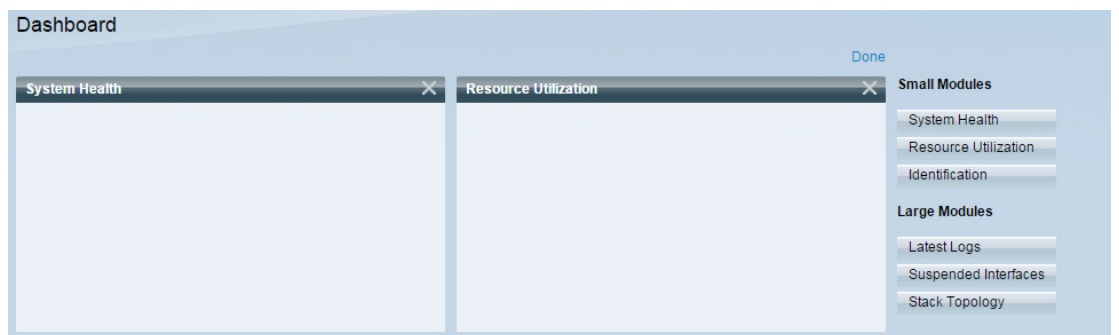 Dashboard
Done
System Health
Resource Utilization
Small Modules
System Health
Resource Utilization
Identification
Large Modules
Latest Logs
Suspended Interfaces
Stack Topology